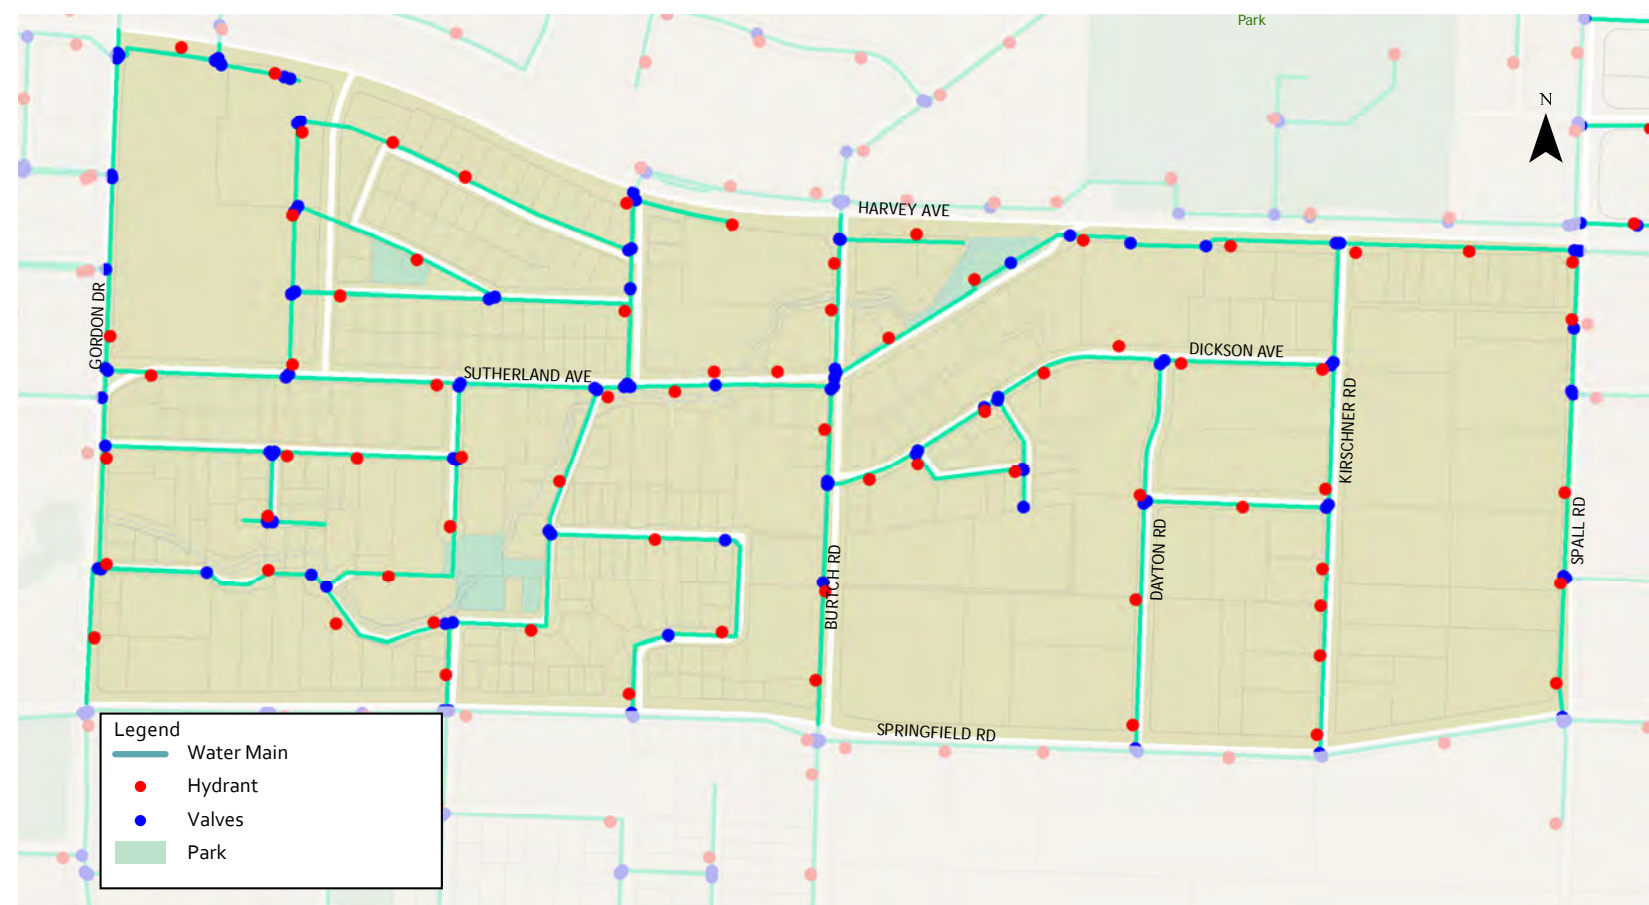 Park
N
HARVEY AVE
GORDON DR
DICKSON AVE
SUTHERLAND AVE
KIRSCHNER RD
SPALL RD
DAYTON RD
BURTCH RD
SPRINGFIELD RD
Legend
Water Main
Hydrant
Valves
Park